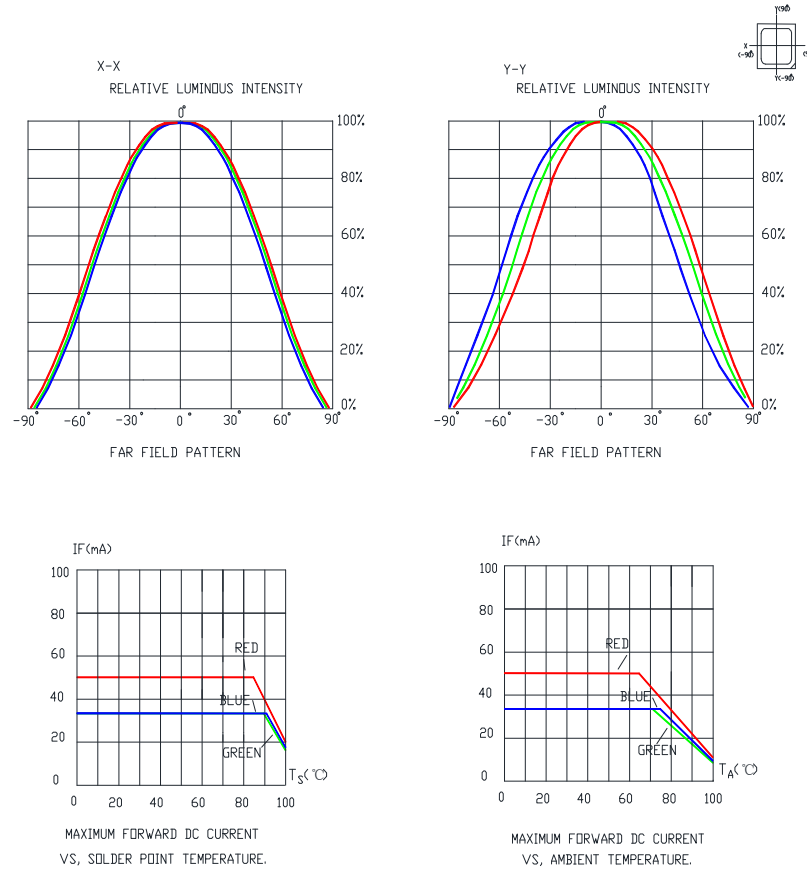 Y(90°)
X
(-90°)
Y(-90°)
X-X
RELATIVE LUMINOUS INTENSITY
0°
100%
80%
60%
40%
20%
0%
-90° -60° -30° 0° 30° 60° 90°
FAR FIELD PATTERN
Y-Y
RELATIVE LUMINOUS INTENSITY
0°
100%
80%
60%
40%
20%
0%
-90° -60° -30° 0° 30° 60° 90°
FAR FIELD PATTERN
IF(mA)
100
80
60
RED
40
BLUE
20
GREEN
0
TS(℃)
0 20 40 60 80 100
MAXIMUM FORWARD DC CURRENT
VS, SOLDER POINT TEMPERATURE.
IF(mA)
100
80
60
RED
40
BLUE
20
GREEN
0
TA(℃)
0 20 40 60 80 100
MAXIMUM FORWARD DC CURRENT
VS, AMBIENT TEMPERATURE.